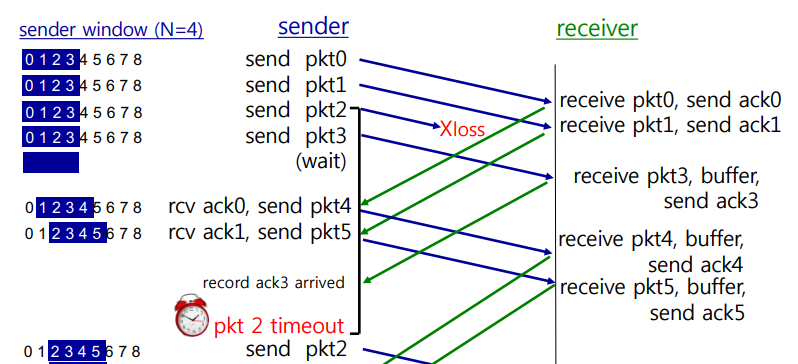 sender window (N=4) sender receiver
0 1 2 3 4 5 6 7 8 send pkt0
0 1 2 3 4 5 6 7 8 send pkt1
receive pkt0, send ack0
0 1 2 3 4 5 6 7 8 send pkt2
Xloss
receive pkt1, send ack1
0 1 2 3 4 5 6 7 8 send pkt3
(wait)
receive pkt3, buffer,
send ack3
0 1 2 3 4 5 6 7 8 rcv ack0, send pkt4
0 1 2 3 4 5 6 7 8 rcv ack1, send pkt5
receive pkt4, buffer,
send ack4
record ack3 arrived
receive pkt5, buffer,
send ack5
pkt 2 timeout
0 1 2 3 4 5 6 7 8 send pkt2